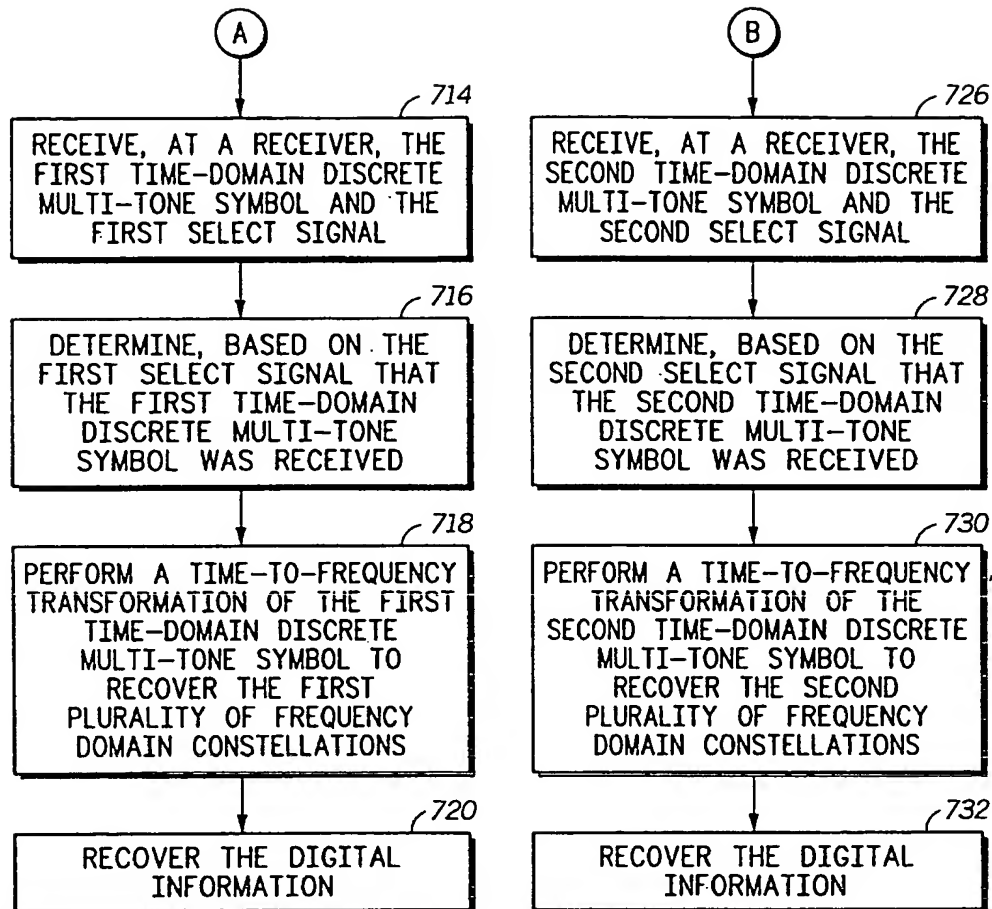 A
714
RECEIVE, AT A RECEIVER, THE
FIRST TIME-DOMAIN DISCRETE
MULTI-TONE SYMBOL AND THE
FIRST SELECT SIGNAL
716
DETERMINE, BASED ON THE
FIRST SELECT SIGNAL THAT
THE FIRST TIME-DOMAIN
DISCRETE MULTI-TONE
SYMBOL WAS RECEIVED
718
PERFORM A TIME-TO-FREQUENCY
TRANSFORMATION OF THE FIRST
TIME-DOMAIN DISCRETE
MULTI-TONE SYMBOL TO
RECOVER THE FIRST
PLURALITY OF FREQUENCY
DOMAIN CONSTELLATIONS
720
RECOVER THE DIGITAL
INFORMATION
B
726
RECEIVE, AT A RECEIVER, THE
SECOND TIME-DOMAIN DISCRETE
MULTI-TONE SYMBOL AND THE
SECOND SELECT SIGNAL
728
DETERMINE, BASED ON THE
SECOND SELECT SIGNAL THAT
THE SECOND TIME-DOMAIN
DISCRETE MULTI-TONE
SYMBOL WAS RECEIVED
730
PERFORM A TIME-TO-FREQUENCY
TRANSFORMATION OF THE
SECOND TIME-DOMAIN DISCRETE
MULTI-TONE SYMBOL TO
RECOVER THE SECOND
PLURALITY OF FREQUENCY
DOMAIN CONSTELLATIONS
732
RECOVER THE DIGITAL
INFORMATION